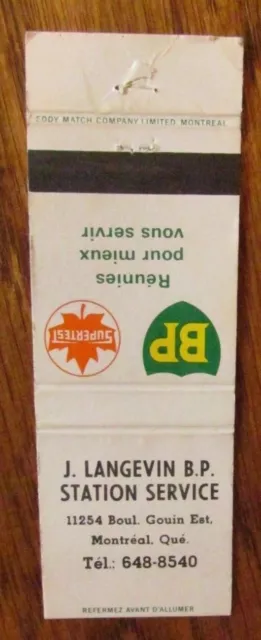 EDDY MATCH COMPANY LIMITED, MONTREAL
Réunies
pour mieux
vous servir
SUPERTEST
BP
J. LANGEVIN B.P.
STATION SERVICE
11254 Boul. Gouin Est,
Montréal, Qué.
Tél.: 648-8540
REFERMEZ AVANT D'ALLUMER